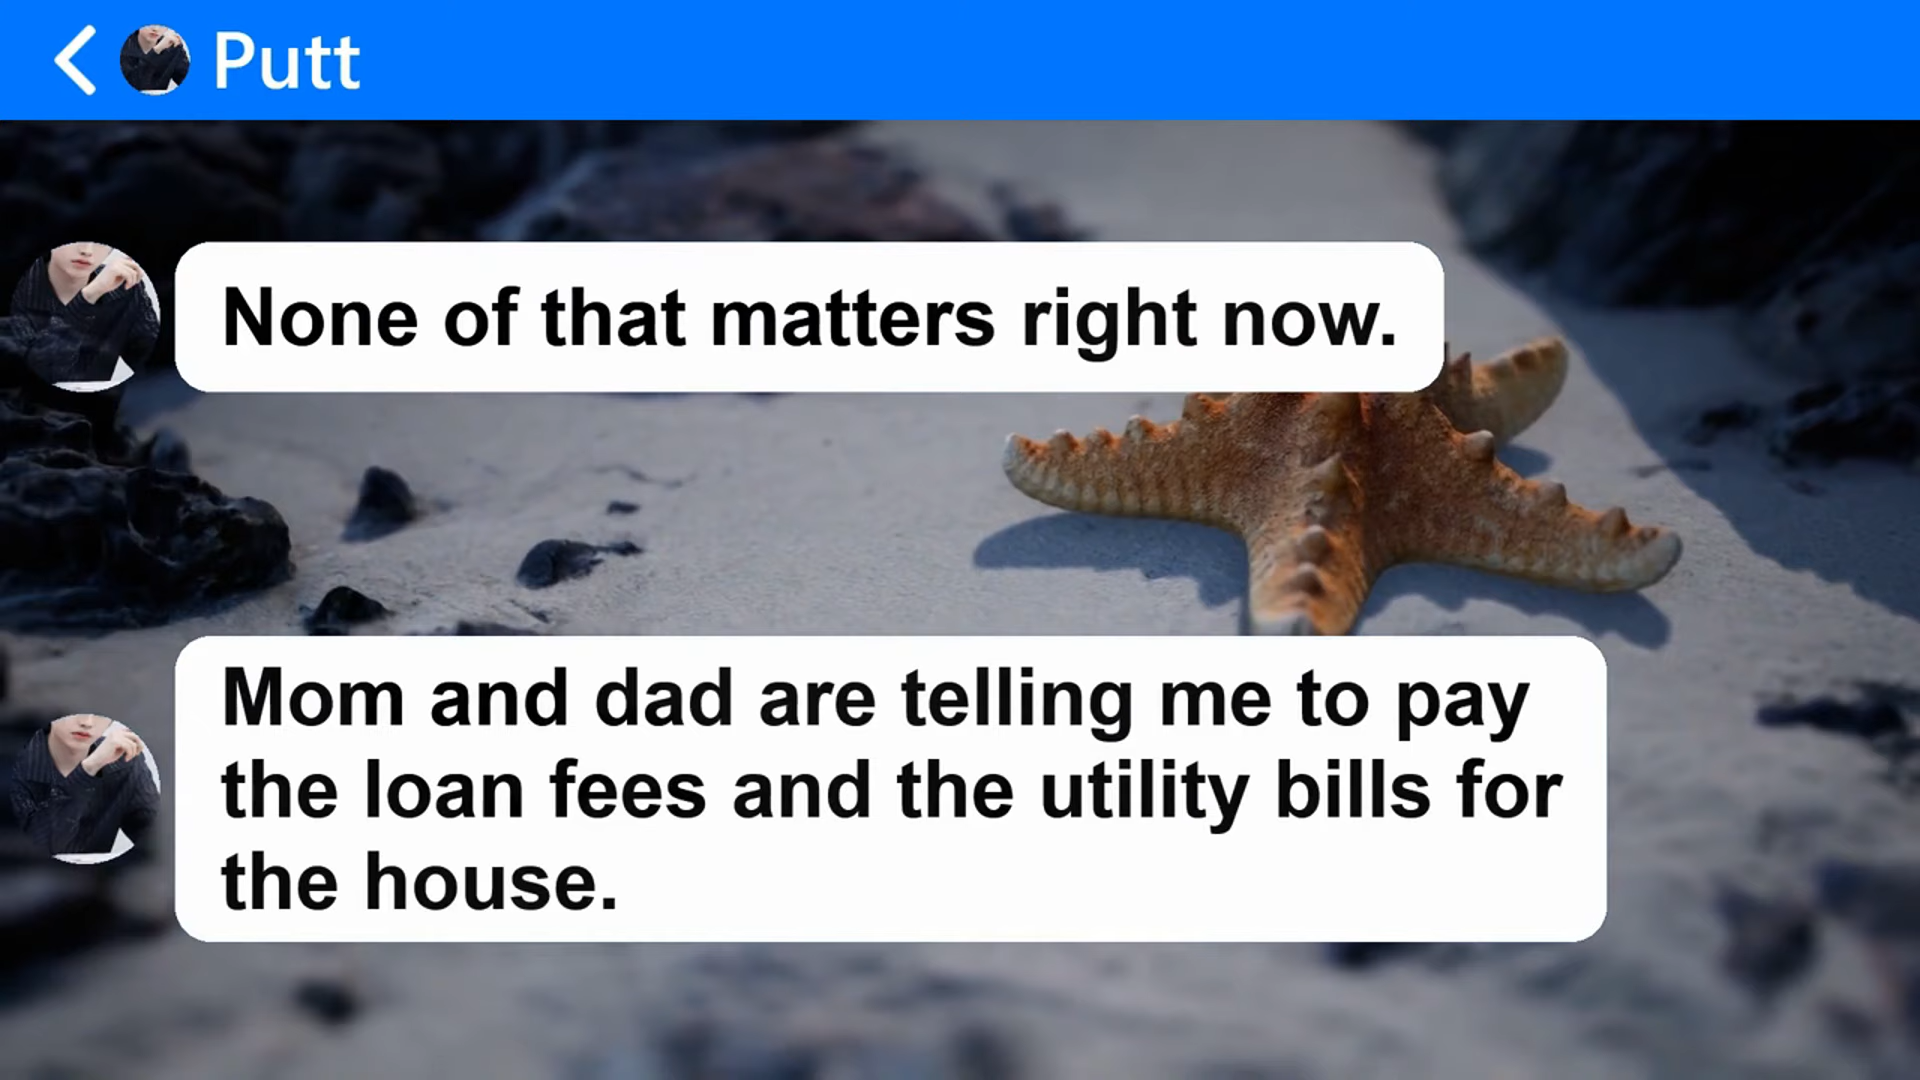 Putt
None of that matters right now.
Mom and dad are telling me to pay
the loan fees and the utility bills for
the house.